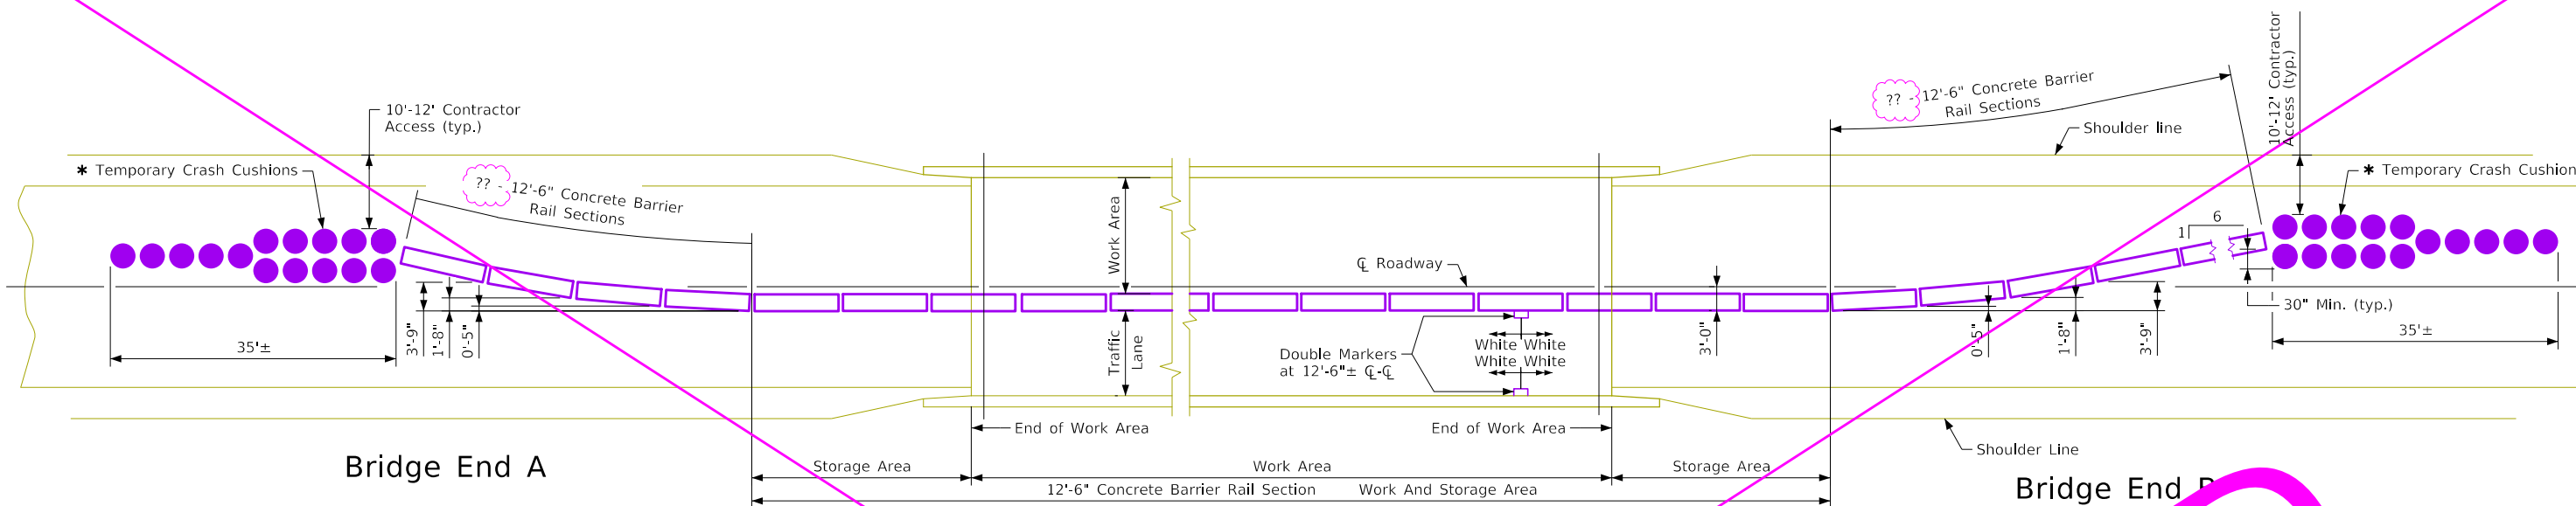 10'-12' Contractor
Access (typ.)
✱ Temporary Crash Cushions
?? - 12'-6" Concrete Barrier
Rail Sections
3'-9"
1'-8"
0'-5"
35'±
Bridge End A
Work Area
Traffic
Lane
℄ Roadway
Double Markers
at 12'-6"± ℄-℄
White White
White White
3'-0"
End of Work Area
End of Work Area
Storage Area
Work Area
Storage Area
12'-6" Concrete Barrier Rail Section
Work And Storage Area
?? - 12'-6" Concrete Barrier
Rail Sections
Shoulder line
10'-12' Contractor
Access (typ.)
✱ Temporary Crash Cushion
6
1
30" Min. (typ.)
0'-5"
1'-8"
3'-9"
35'±
Shoulder Line
Bridge End